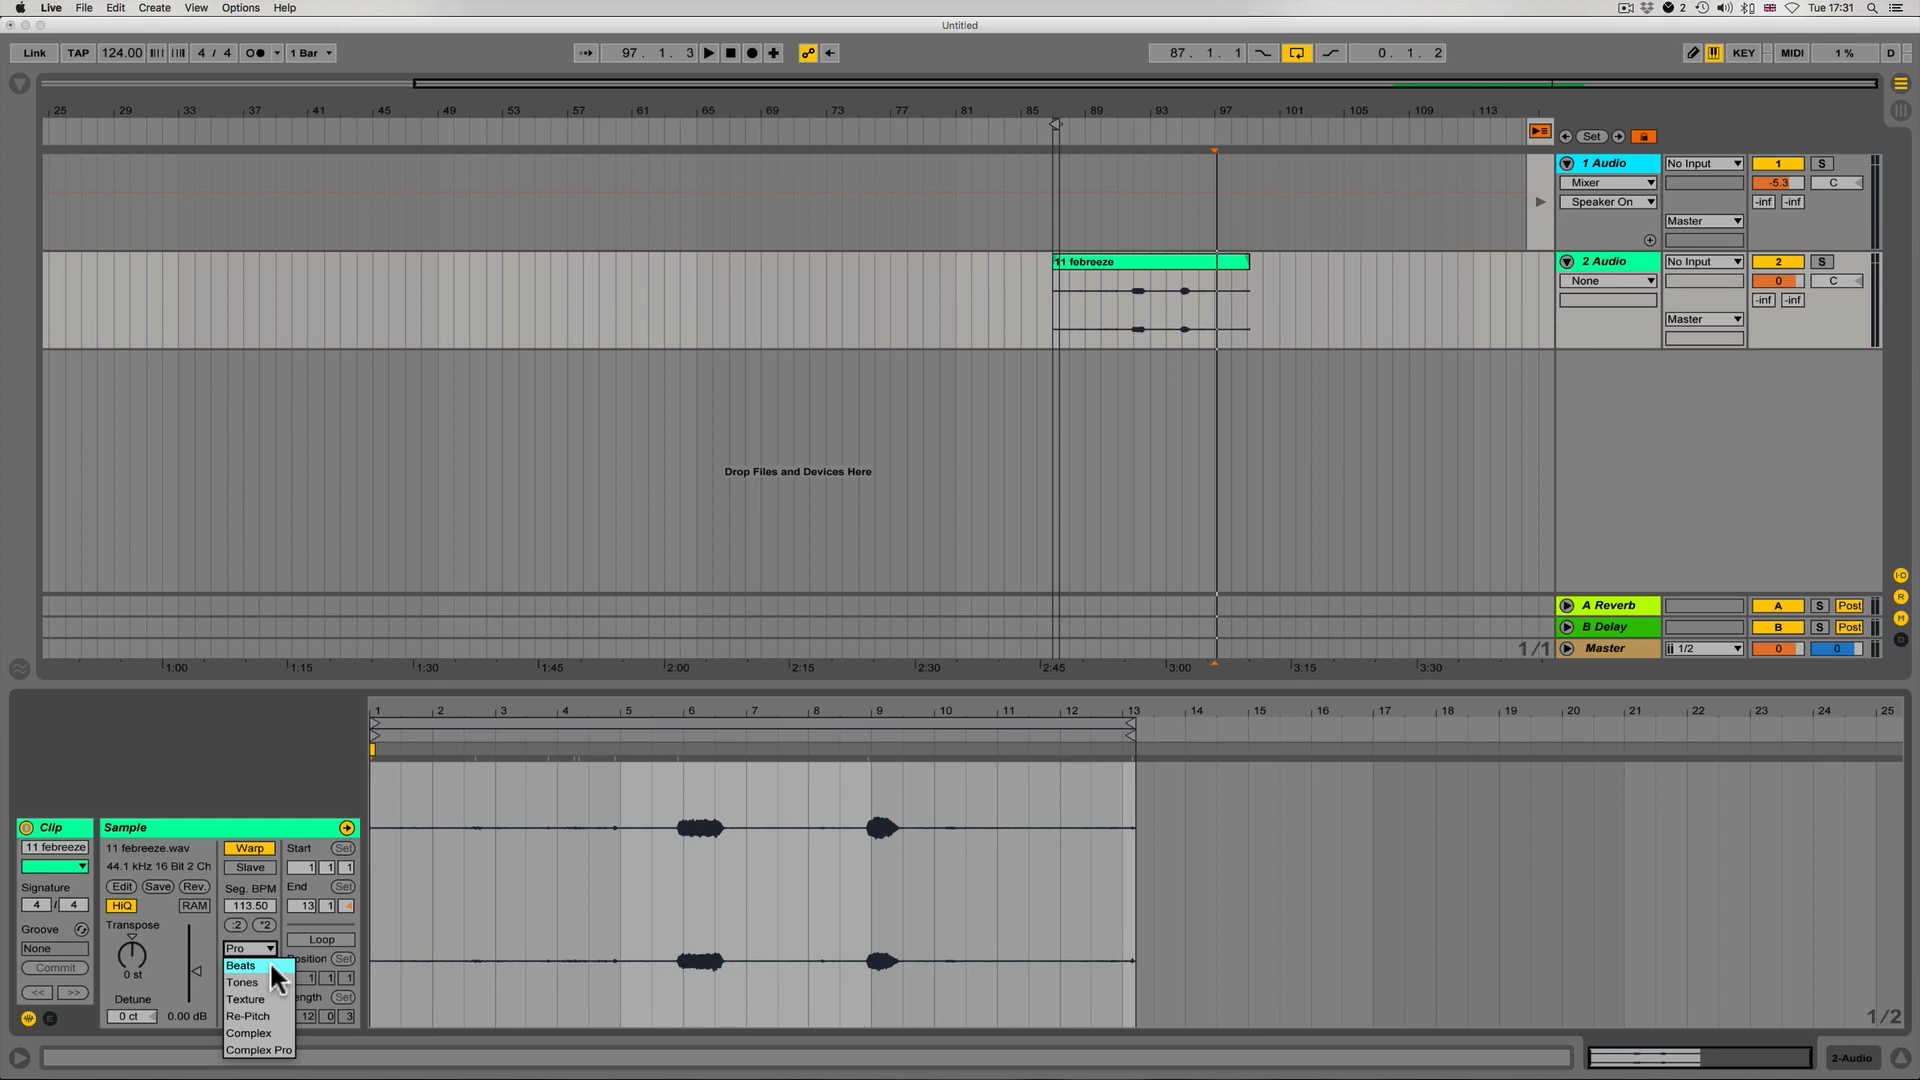 Live File Edit Create View Options Help 2 Tue 17:31
Untitled
Link TAP 124.00 4 / 4 1 Bar 97. 1. 3 87. 1. 1 0. 1. 2 KEY MIDI 1 % D
25 29 33 37 41 45 49 53 57 61 65 69 73 77 81 85 89 93 97 101 105 109 113
Set
1 Audio No Input 1 S
Mixer -5.3 C
Speaker On -inf -inf
Master
11 febreeze
2 Audio No Input 2 S
None 0 C
-inf -inf
Master
Drop Files and Devices Here
A Reverb A S Post
B Delay B S Post
1/1 Master 1/2 0 0
I·O
R
M
D
1:00 1:15 1:30 1:45 2:00 2:15 2:30 2:45 3:00 3:15 3:30
1 2 3 4 5 6 7 8 9 10 11 12 13 14 15 16 17 18 19 20 21 22 23 24 25
Clip Sample
11 febreeze 11 febreeze.wav Warp Start Set
44.1 kHz 16 Bit 2 Ch Slave 1 1 1
Signature Edit Save Rev. Seg. BPM End Set
4 / 4 HiQ RAM 113.50 13 1 4
Groove Transpose :2 *2
None Pro Loop
Commit 0 st Beats Position Set
Tones 1 1 1
<< >> Detune Texture ength Set
0 ct 0.00 dB Re-Pitch 12 0 3
E Complex
Complex Pro
1/2
2-Audio